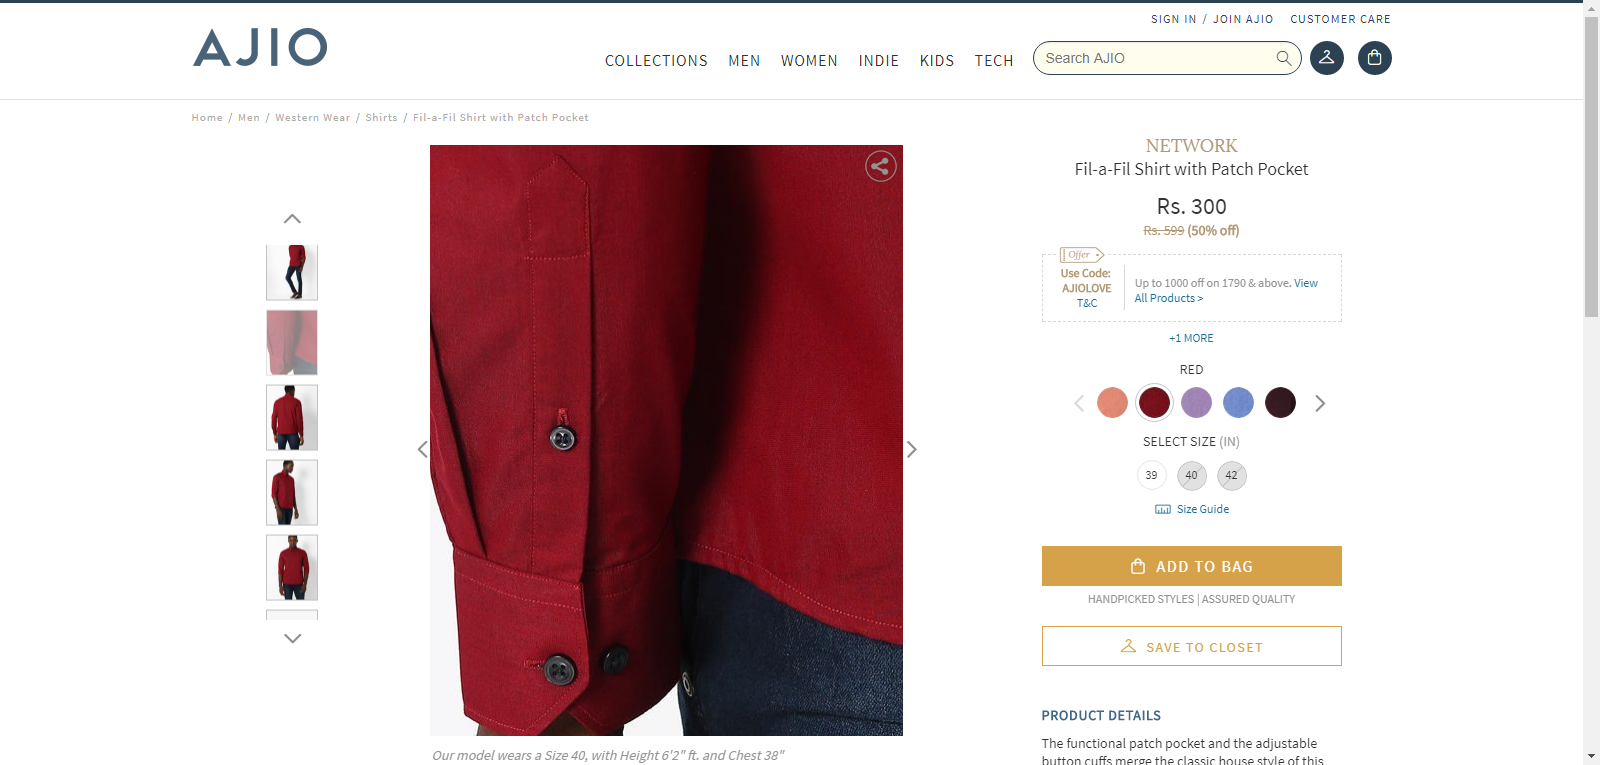 SIGN IN / JOIN AJIO CUSTOMER CARE
AJIO
COLLECTIONS MEN WOMEN INDIE KIDS TECH Search AJIO
Home / Men / Western Wear / Shirts / Fil-a-Fil Shirt with Patch Pocket
NETWORK
Fil-a-Fil Shirt with Patch Pocket
Rs. 300
Rs. 599 (50% off)
Offer
Use Code:
AJIOLOVE
T&C
Up to 1000 off on 1790 & above. View
All Products >
+1 MORE
RED
SELECT SIZE (IN)
39 40 42
Size Guide
ADD TO BAG
HANDPICKED STYLES | ASSURED QUALITY
SAVE TO CLOSET
PRODUCT DETAILS
The functional patch pocket and the adjustable
button cuffs merge the classic house style of this
Our model wears a Size 40, with Height 6'2" ft. and Chest 38"